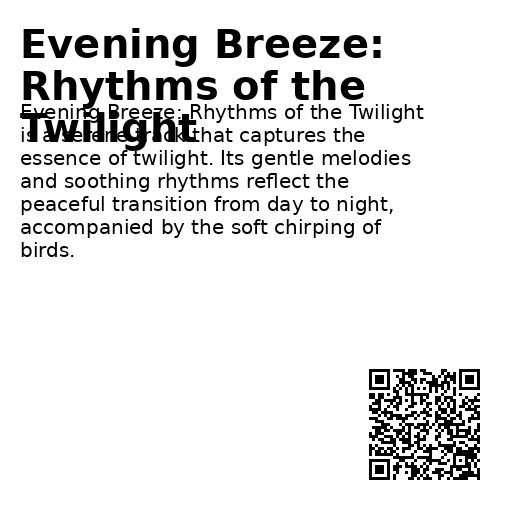 Evening Breeze:
Rhythms of the
Twilight
Evening Breeze: Rhythms of the Twilight
is a serene track that captures the
essence of twilight. Its gentle melodies
and soothing rhythms reflect the
peaceful transition from day to night,
accompanied by the soft chirping of
birds.